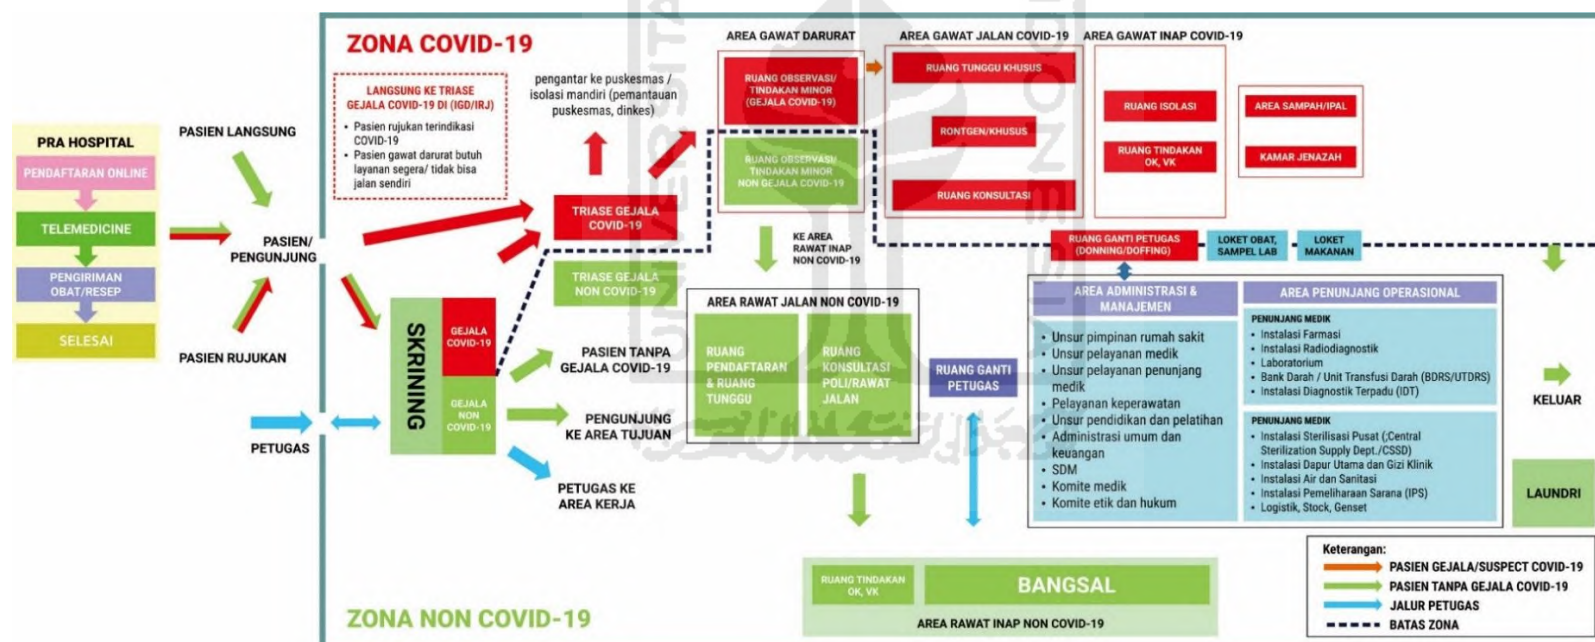 ZONA COVID-19
LANGSUNG KE TRIASE
GEJALA COVID-19 DI (IGD/IRJ)
• Pasien rujukan terindikasi
COVID-19
• Pasien gawat darurat butuh
layanan segera/ tidak bisa
jalan sendiri
pengantar ke puskesmas /
isolasi mandiri (pemantauan
puskesmas, dinkes)
AREA GAWAT DARURAT
RUANG OBSERVASI/
TINDAKAN MINOR
(GEJALA COVID-19)
RUANG OBSERVASI/
TINDAKAN MINOR
NON GEJALA COVID-19
AREA GAWAT JALAN COVID-19
RUANG TUNGGU KHUSUS
RONTGEN/KHUSUS
RUANG KONSULTASI
AREA GAWAT INAP COVID-19
RUANG ISOLASI
RUANG TINDAKAN
OK, VK
AREA SAMPAH/IPAL
KAMAR JENAZAH
PRA HOSPITAL
PENDAFTARAN ONLINE
TELEMEDICINE
PENGIRIMAN
OBAT/RESEP
SELESAI
PASIEN LANGSUNG
PASIEN/
PENGUNJUNG
PASIEN RUJUKAN
PETUGAS
TRIASE GEJALA
COVID-19
TRIASE GEJALA
NON COVID-19
SKRINING
GEJALA
COVID-19
GEJALA
NON
COVID-19
PASIEN TANPA
GEJALA COVID-19
PENGUNJUNG
KE AREA TUJUAN
PETUGAS KE
AREA KERJA
KE AREA
RAWAT INAP
NON COVID-19
AREA RAWAT JALAN NON COVID-19
RUANG
PENDAFTARAN
& RUANG
TUNGGU
RUANG
KONSULTASI
POLI/RAWAT
JALAN
RUANG GANTI
PETUGAS
RUANG GANTI PETUGAS
(DONNING/DOFFING)
LOKET OBAT,
SAMPEL LAB
LOKET
MAKANAN
AREA ADMINISTRASI &
MANAJEMEN
• Unsur pimpinan rumah sakit
• Unsur pelayanan medik
• Unsur pelayanan penunjang
medik
• Pelayanan keperawatan
• Unsur pendidikan dan pelatihan
• Administrasi umum dan
keuangan
• SDM
• Komite medik
• Komite etik dan hukum
AREA PENUNJANG OPERASIONAL
PENUNJANG MEDIK
• Instalasi Farmasi
• Instalasi Radiodiagnostik
• Laboratorium
• Bank Darah / Unit Transfusi Darah (BDRS/UTDRS)
• Instalasi Diagnostik Terpadu (IDT)
PENUNJANG MEDIK
• Instalasi Sterilisasi Pusat (;Central
Sterilization Supply Dept./CSSD)
• Instalasi Dapur Utama dan Gizi Klinik
• Instalasi Air dan Sanitasi
• Instalasi Pemeliharaan Sarana (IPS)
• Logistik, Stock, Genset
KELUAR
LAUNDRI
RUANG TINDAKAN
OK, VK
BANGSAL
AREA RAWAT INAP NON COVID-19
ZONA NON COVID-19
Keterangan:
PASIEN GEJALA/SUSPECT COVID-19
PASIEN TANPA GEJALA COVID-19
JALUR PETUGAS
BATAS ZONA